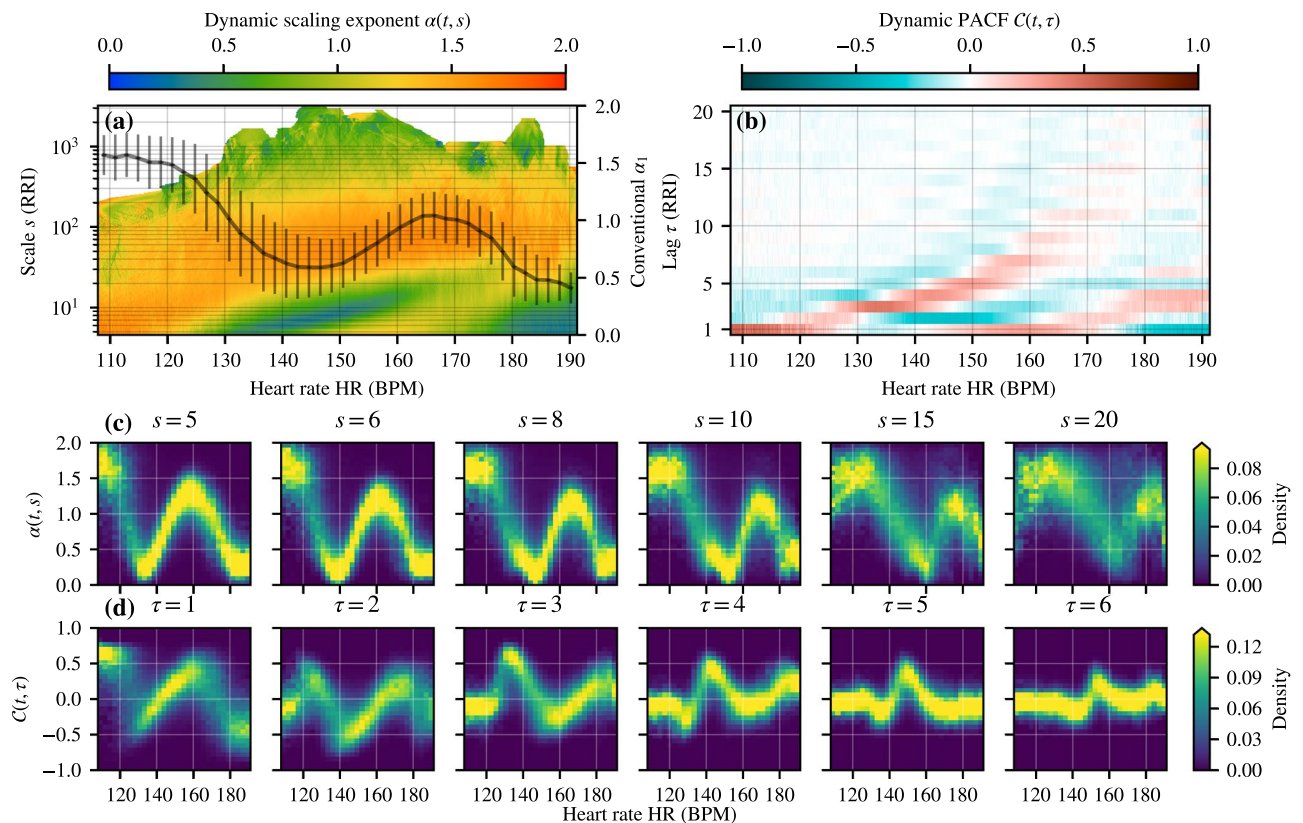 Dynamic scaling exponent α(t, s)
0.0 0.5 1.0 1.5 2.0
Dynamic PACF C(t, τ)
−1.0 −0.5 0.0 0.5 1.0
(a)
10³
10²
10¹
Scale s (RRI)
2.0
1.5
1.0
0.5
0.0
Conventional α₁
110 120 130 140 150 160 170 180 190
Heart rate HR (BPM)
(b)
20
15
10
5
1
Lag τ (RRI)
110 120 130 140 150 160 170 180 190
Heart rate HR (BPM)
(c)
s = 5 s = 6 s = 8 s = 10 s = 15 s = 20
2.0
1.5
1.0
0.5
0.0
α(t, s)
0.08
0.06
0.04
0.02
0.00
Density
(d)
τ = 1 τ = 2 τ = 3 τ = 4 τ = 5 τ = 6
1.0
0.5
0.0
−0.5
−1.0
C(t, τ)
0.12
0.09
0.06
0.03
0.00
Density
120 140 160 180 120 140 160 180 120 140 160 180 120 140 160 180 120 140 160 180 120 140 160 180
Heart rate HR (BPM)